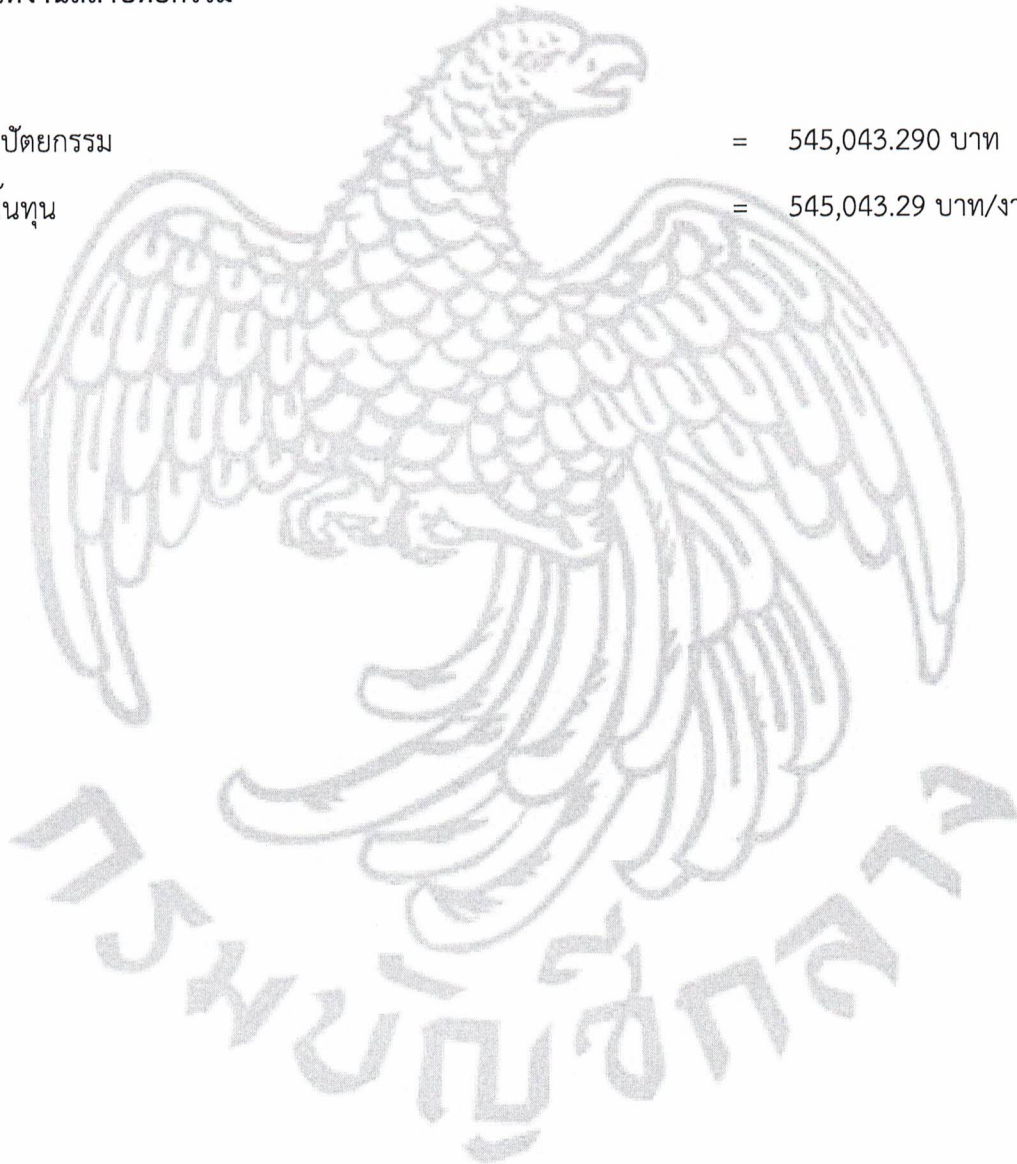 ปัตยกรรม = 545,043.290 บาท
นทุน = 545,043.29 บาท/งา
กรมบัญชีกลาง